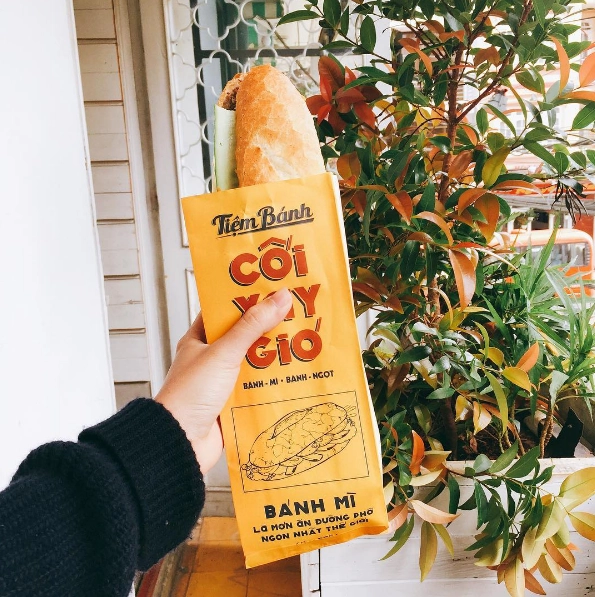 Tiệm Bánh
CỐI
XAY
GIÓ
BÁNH - MÌ • BÁNH - NGỌT
BÁNH MÌ
LÀ MÓN ĂN ĐƯỜNG PHỐ
NGON NHẤT THẾ GIỚI